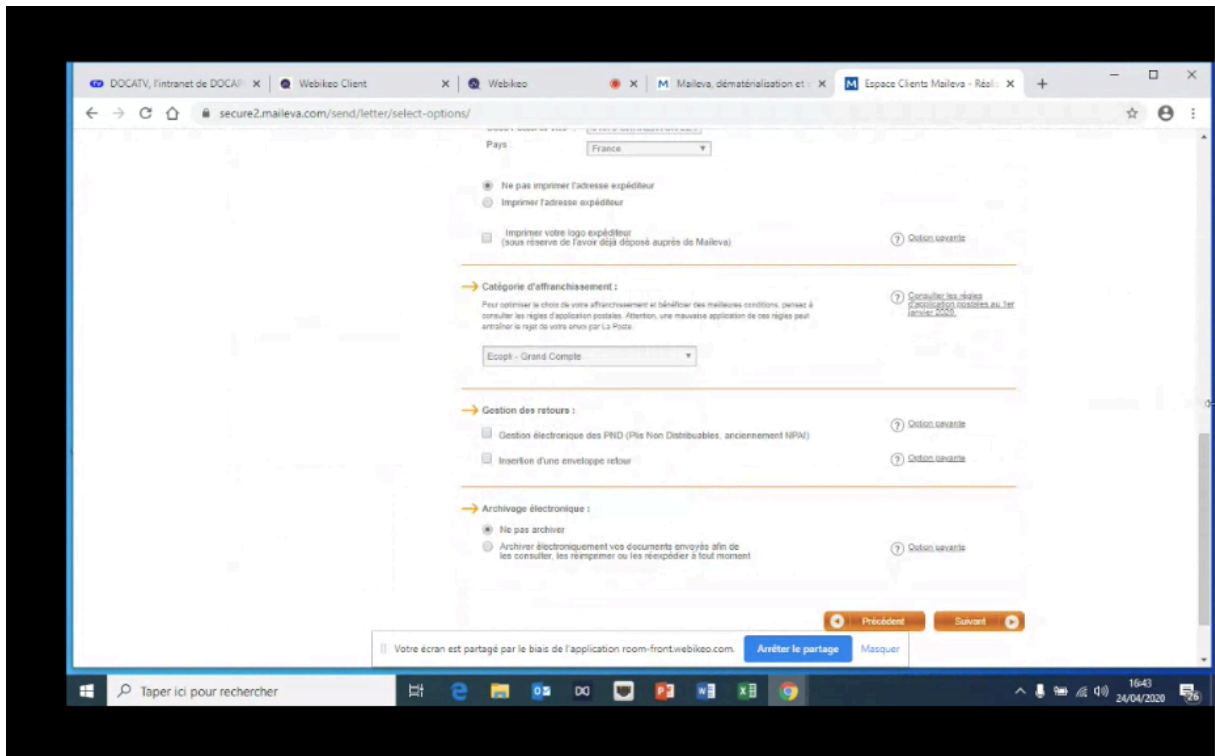 DOCATV, l'intranet de DOCAP
Webikeo Client
Webikeo
Maileva, dématérialisation et
Espace Clients Maileva - Réali
secure2.maileva.com/send/letter/select-options/
Pays
France
Ne pas imprimer l'adresse expéditeur
Imprimer l'adresse expéditeur
Imprimer votre logo expéditeur
(sous réserve de l'avoir déjà déposé auprès de Maileva)
Option payante
Catégorie d'affranchissement :
Pour optimiser le choix de votre affranchissement et bénéficier des meilleures conditions, pensez à
consulter les règles d'application postales. Attention, une mauvaise application de ces règles peut
entraîner le rejet de votre envoi par La Poste.
Consulter les règles
d'application postales au 1er
janvier 2020.
Ecopli - Grand Compte
Gestion des retours :
Gestion électronique des PND (Plis Non Distribuables, anciennement NPAI)
Option payante
Insertion d'une enveloppe retour
Option payante
Archivage électronique :
Ne pas archiver
Archiver électroniquement vos documents envoyés afin de
les consulter, les réimprimer ou les réexpédier à tout moment
Option payante
Précédent
Suivant
Votre écran est partagé par le biais de l'application room-front.webikeo.com.
Arrêter le partage
Masquer
Taper ici pour rechercher
16:43
24/04/2020
26